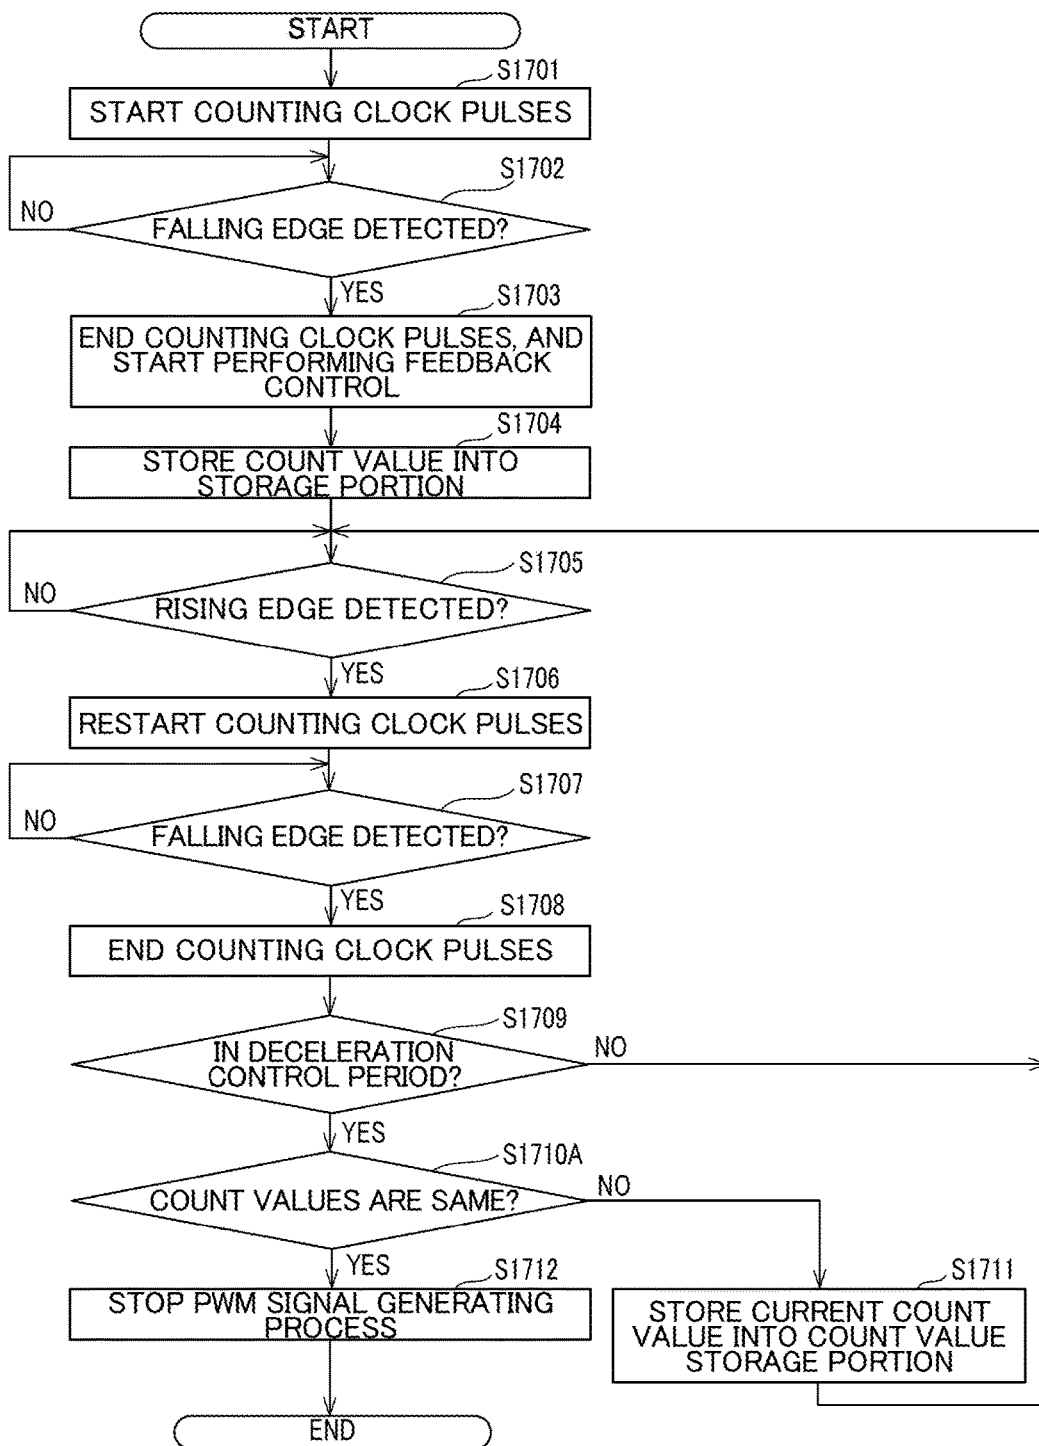 START
S1701
START COUNTING CLOCK PULSES
S1702
NO
FALLING EDGE DETECTED?
YES
S1703
END COUNTING CLOCK PULSES, AND
START PERFORMING FEEDBACK
CONTROL
S1704
STORE COUNT VALUE INTO
STORAGE PORTION
S1705
NO
RISING EDGE DETECTED?
YES
S1706
RESTART COUNTING CLOCK PULSES
S1707
NO
FALLING EDGE DETECTED?
YES
S1708
END COUNTING CLOCK PULSES
S1709
IN DECELERATION
CONTROL PERIOD?
NO
YES
S1710A
COUNT VALUES ARE SAME?
NO
YES
S1712
STOP PWM SIGNAL GENERATING
PROCESS
S1711
STORE CURRENT COUNT
VALUE INTO COUNT VALUE
STORAGE PORTION
END